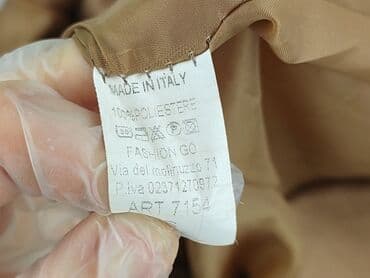 MADE IN ITALY
100%POLIESTERE
FASHION GO
Via del molinuzzo 71
P.Iva 02371270972
ART 7154